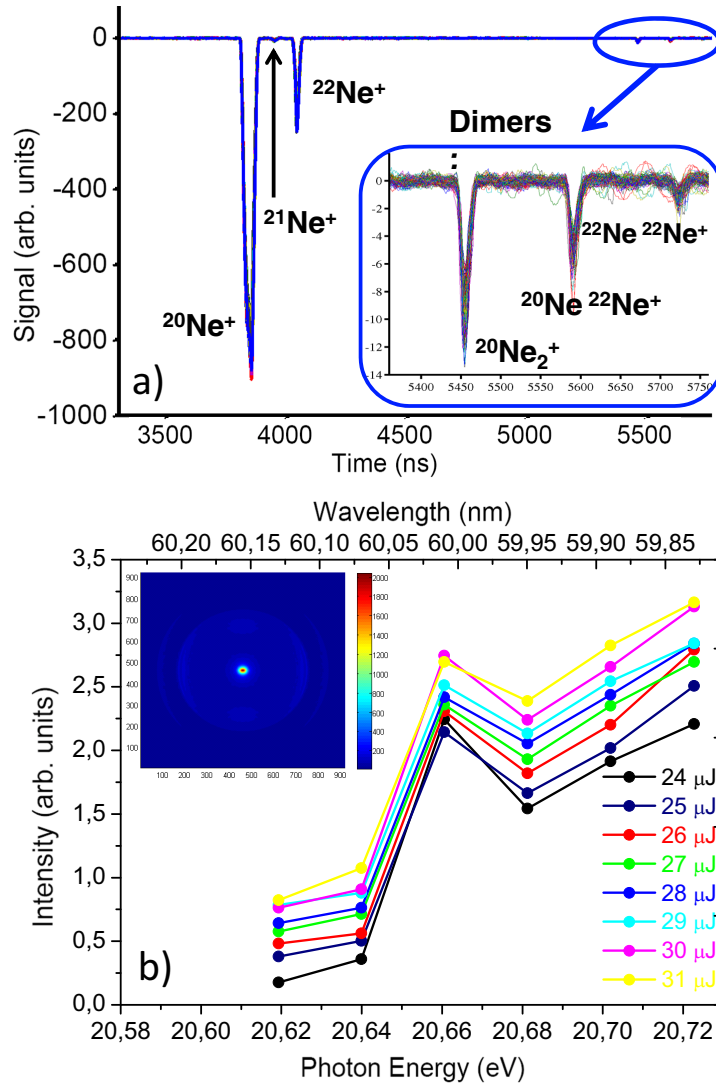 0
-200
-400
-600
-800
-1000
Signal (arb. units)
3500 4000 4500 5000 5500
Time (ns)
²²Ne⁺
²¹Ne⁺
²⁰Ne⁺
a)
Dimers
0
-2
-4
-6
-8
-10
-12
-14
5400 5450 5500 5550 5600 5650 5700 5750
²²Ne ²²Ne⁺
²⁰Ne ²²Ne⁺
²⁰Ne₂⁺
Wavelength (nm)
60,20 60,15 60,10 60,05 60,00 59,95 59,90 59,85
3,5
3,0
2,5
2,0
1,5
1,0
0,5
0,0
Intensity (arb. units)
900
800
700
600
500
400
300
200
100
100 200 300 400 500 600 700 800 900
2000
1800
1600
1400
1200
1000
800
600
400
200
24 μJ
25 μJ
26 μJ
27 μJ
28 μJ
29 μJ
30 μJ
31 μJ
b)
20,58 20,60 20,62 20,64 20,66 20,68 20,70 20,72
Photon Energy (eV)